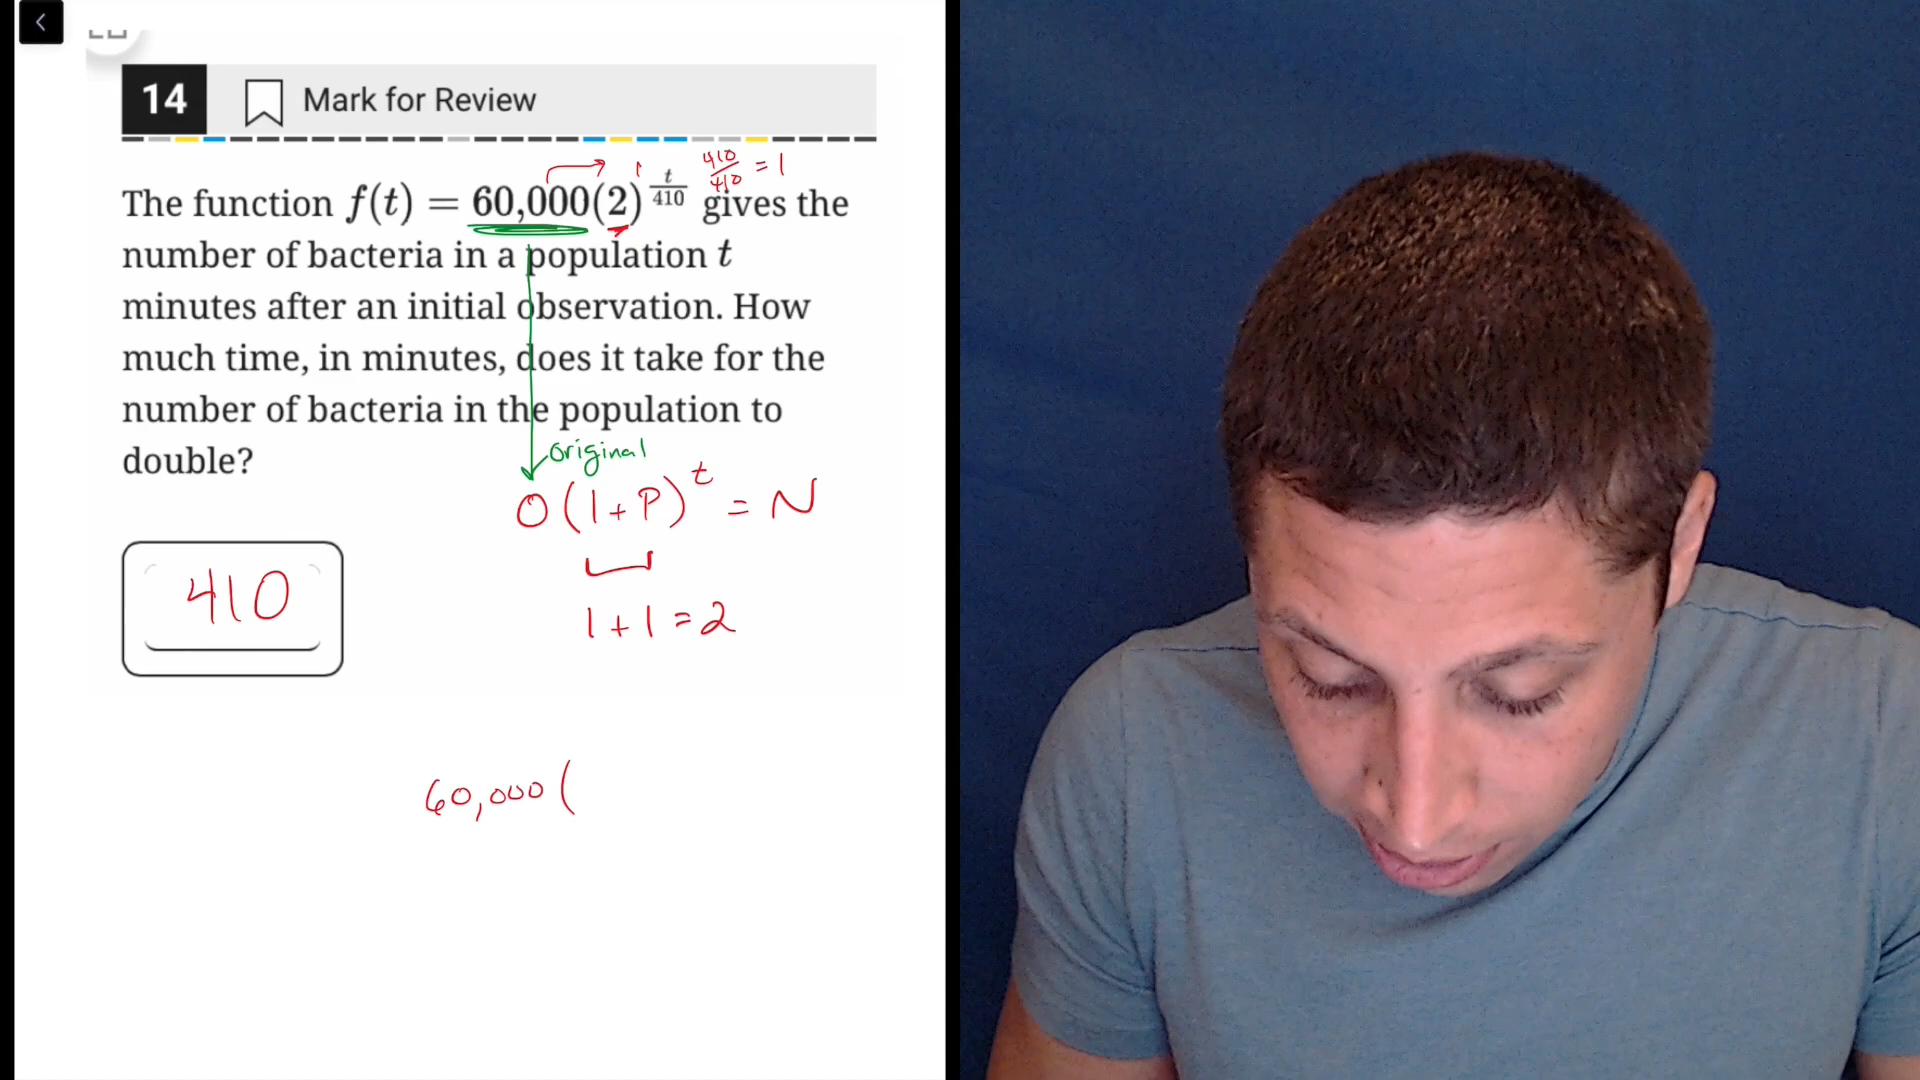 14 Mark for Review
The function f(t) = 60,000(2)^(t/410) gives the
410/410 = 1
1
number of bacteria in a population t
minutes after an initial observation. How
much time, in minutes, does it take for the
number of bacteria in the population to
double?
original
O(1+P)^t = N
410
1+1=2
60,000(